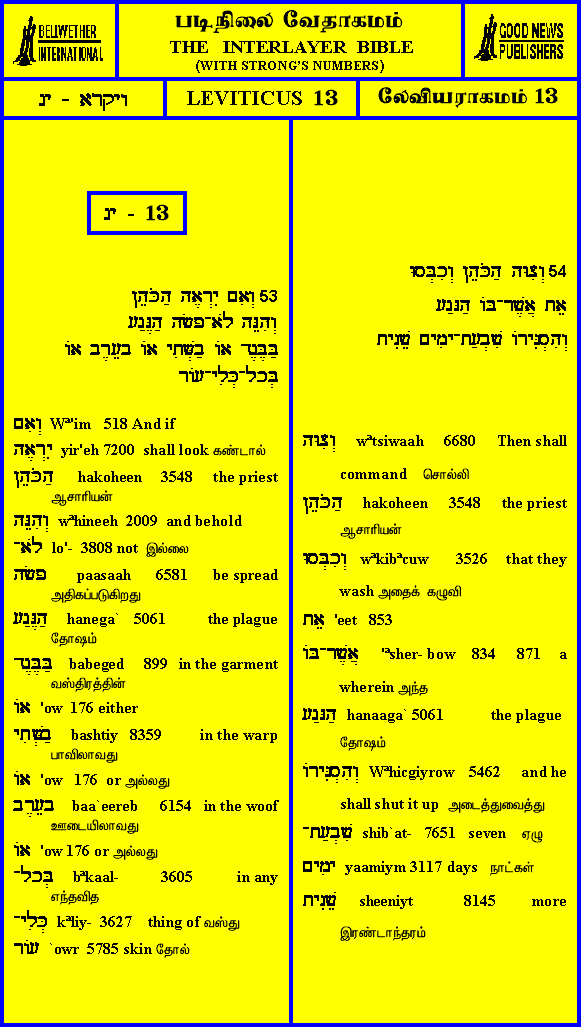 BELLWETHER
INTERNATIONAL
படிநிலை வேதாகமம்
THE INTERLAYER BIBLE
(WITH STRONG'S NUMBERS)
GOOD NEWS
PUBLISHERS
ויקרא - יג
LEVITICUS 13
லேவியராகமம் 13
יג - 13
53 וְאִם יִרְאֶה הַכֹּהֵן
וְהִנֵּה לֹא־פשֹה הַנֶּגַע
בַּבֶּגֶד אוֹ בַשְּׁתִי אוֹ בעֵרֶב אוֹ
בְּכל־כְּלִי־עוֹר
וְאִם Wª'im 518 And if
יִרְאֶה yir'eh 7200 shall look கண்டால்
הַכֹּהֵן hakoheen 3548 the priest
ஆசாரியன்
וְהִנֵּה wªhineeh 2009 and behold
לֹא־ lo'- 3808 not இல்லை
פשֹה paasaah 6581 be spread
அதிகப்படுகிறது
הַנֶּגַע hanega` 5061 the plague
தோஷம்
בַּבֶּגֶד babeged 899 in the garment
வஸ்திரத்தின்
אוֹ 'ow 176 either
בַשְּׁתִי bashtiy 8359 in the warp
பாவிலாவது
אוֹ 'ow 176 or அல்லது
בעֵרֶב baa`eereb 6154 in the woof
ஊடையிலாவது
אוֹ 'ow 176 or அல்லது
בְּכל־ bªkaal- 3605 in any
எந்தவித
כְּלִי־ kªliy- 3627 thing of வஸ்து
עוֹר `owr 5785 skin தோல்
54 וְצִוּה הַכֹּהֵן וְכִבְּסוּ
אֵת אֲשֶׁר־בּוֹ הַנּגַע
וְהִסְגִּירוֹ שִׁבְעַת־ימִים שֵׁנִית
וְצִוּה wªtsiwaah 6680 Then shall
command சொல்லி
הַכֹּהֵן hakoheen 3548 the priest
ஆசாரியன்
וְכִבְּסוּ wªkibªcuw 3526 that they
wash அதைக் கழுவி
אֵת 'eet 853
אֲשֶׁר־בּוֹ 'ªsher- bow 834 871 a
wherein அந்த
הַנּגַע hanaaga` 5061 the plague
தோஷம்
וְהִסְגִּירוֹ Wªhicgiyrow 5462 and he
shall shut it up அடைத்துவைத்து
שִׁבְעַת־ shib`at- 7651 seven ஏழு
ימִים yaamiym 3117 days நாட்கள்
שֵׁנִית sheeniyt 8145 more
இரண்டாந்தரம்